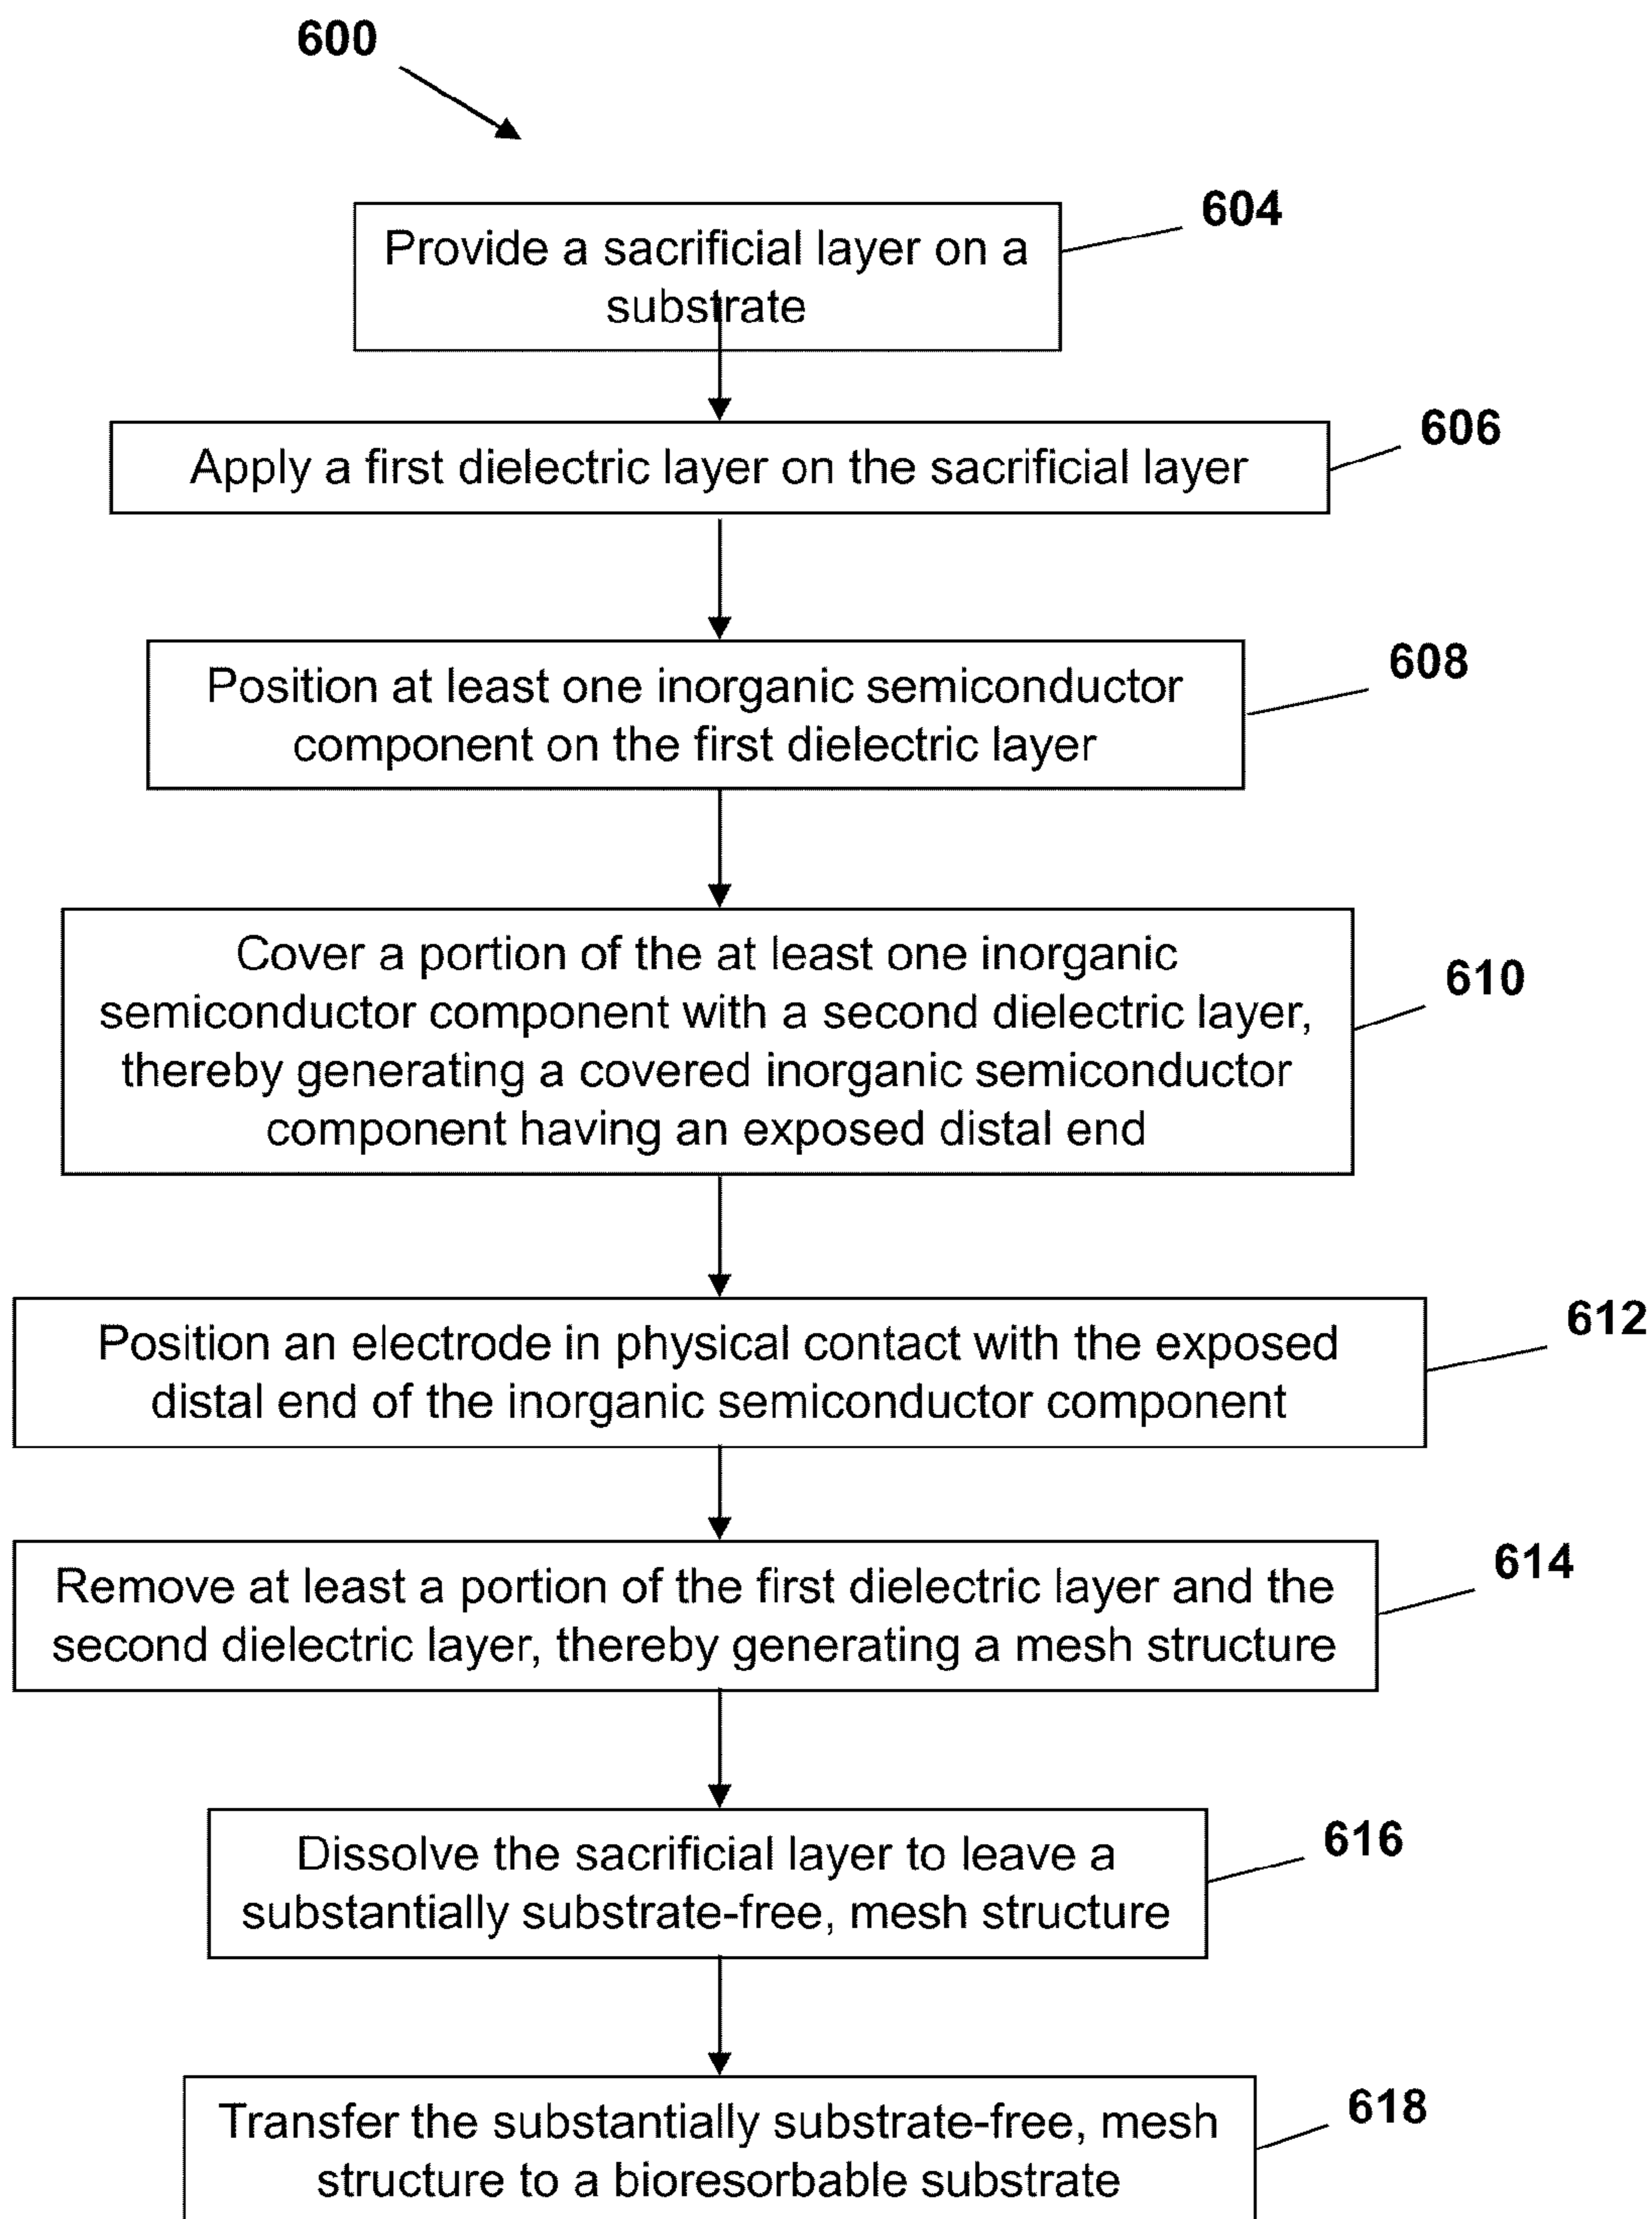 600
604
Provide a sacrificial layer on a
substrate
606
Apply a first dielectric layer on the sacrificial layer
608
Position at least one inorganic semiconductor
component on the first dielectric layer
610
Cover a portion of the at least one inorganic
semiconductor component with a second dielectric layer,
thereby generating a covered inorganic semiconductor
component having an exposed distal end
612
Position an electrode in physical contact with the exposed
distal end of the inorganic semiconductor component
614
Remove at least a portion of the first dielectric layer and the
second dielectric layer, thereby generating a mesh structure
616
Dissolve the sacrificial layer to leave a
substantially substrate-free, mesh structure
618
Transfer the substantially substrate-free, mesh
structure to a bioresorbable substrate